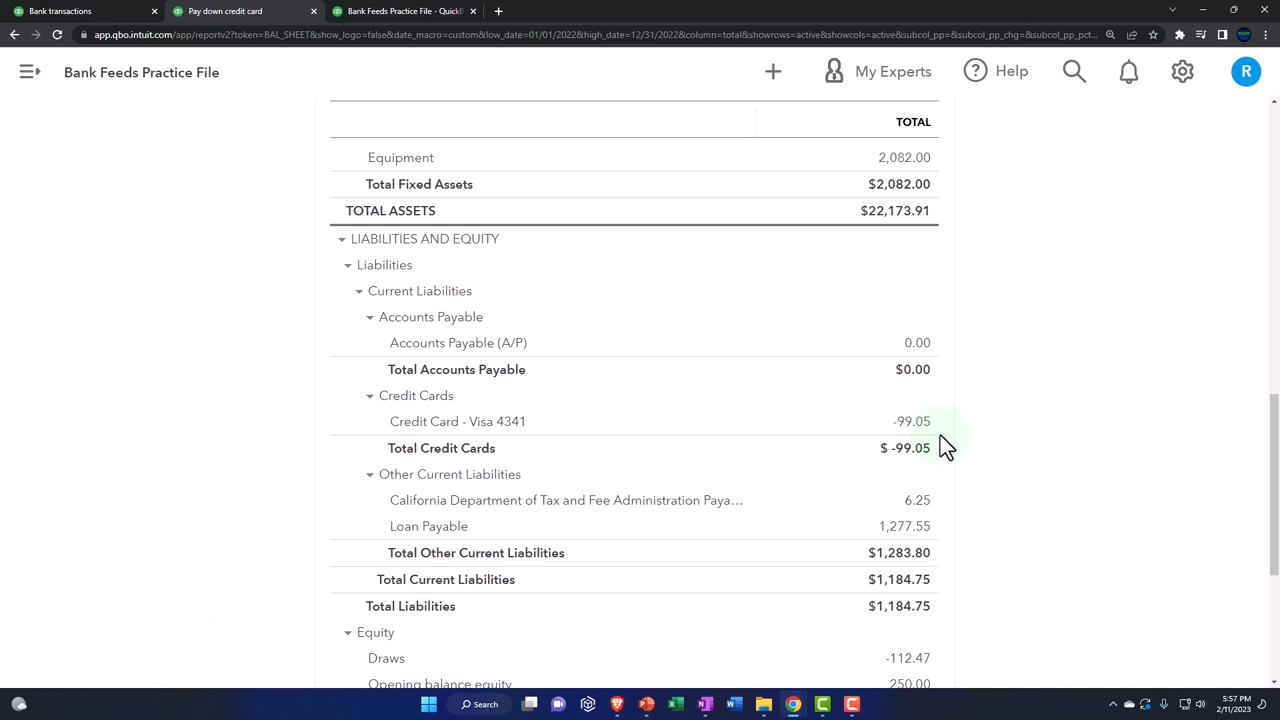 Bank transactions
Pay down credit card
Bank Feeds Practice File - QuickB
app.qbo.intuit.com/app/reportv2?token=BAL_SHEET&show_logo=false&date_macro=custom&low_date=01/01/2022&high_date=12/31/2022&column=total&showrows=active&showcols=active&subcol_pp=&subcol_pp_chg=&subcol_pp_pct...
Bank Feeds Practice File
My Experts
Help
R
TOTAL
Equipment 2,082.00
Total Fixed Assets $2,082.00
TOTAL ASSETS $22,173.91
LIABILITIES AND EQUITY
Liabilities
Current Liabilities
Accounts Payable
Accounts Payable (A/P) 0.00
Total Accounts Payable $0.00
Credit Cards
Credit Card - Visa 4341 -99.05
Total Credit Cards $ -99.05
Other Current Liabilities
California Department of Tax and Fee Administration Paya... 6.25
Loan Payable 1,277.55
Total Other Current Liabilities $1,283.80
Total Current Liabilities $1,184.75
Total Liabilities $1,184.75
Equity
Draws -112.47
Opening balance equity 250.00
Search
5:57 PM
2/11/2023